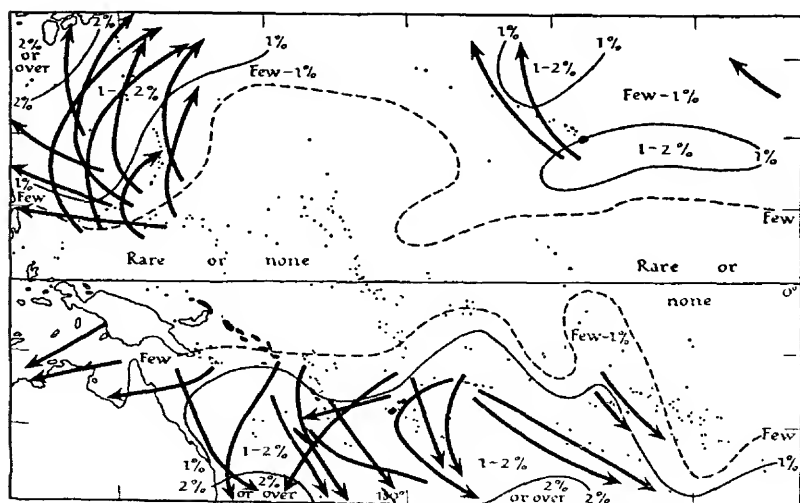 2%
2%
or
over
1-2%
2%
1%
Few-1%
1%
1%
1-2%
Few-1%
1-2%
1%
1%
Few
Few
Rare or none
Rare or
none
0°
Few-1%
Few
Few
1-2%
1%
2%
2%
or over
180°
1-2%
2%
or over
2%
1%